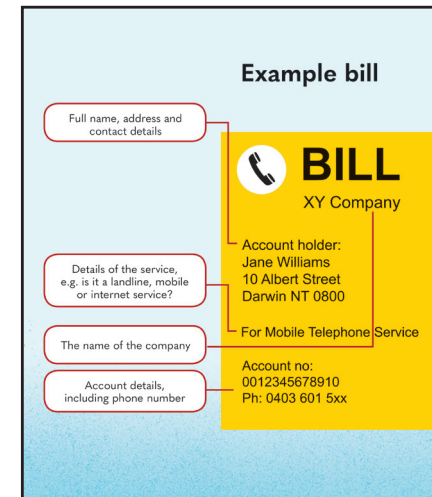 Example bill
Full name, address and
contact details
BILL
XY Company
Account holder:
Jane Williams
10 Albert Street
Darwin NT 0800
Details of the service,
e.g. is it a landline, mobile
or internet service?
For Mobile Telephone Service
The name of the company
Account details,
including phone number
Account no:
0012345678910
Ph: 0403 601 5xx